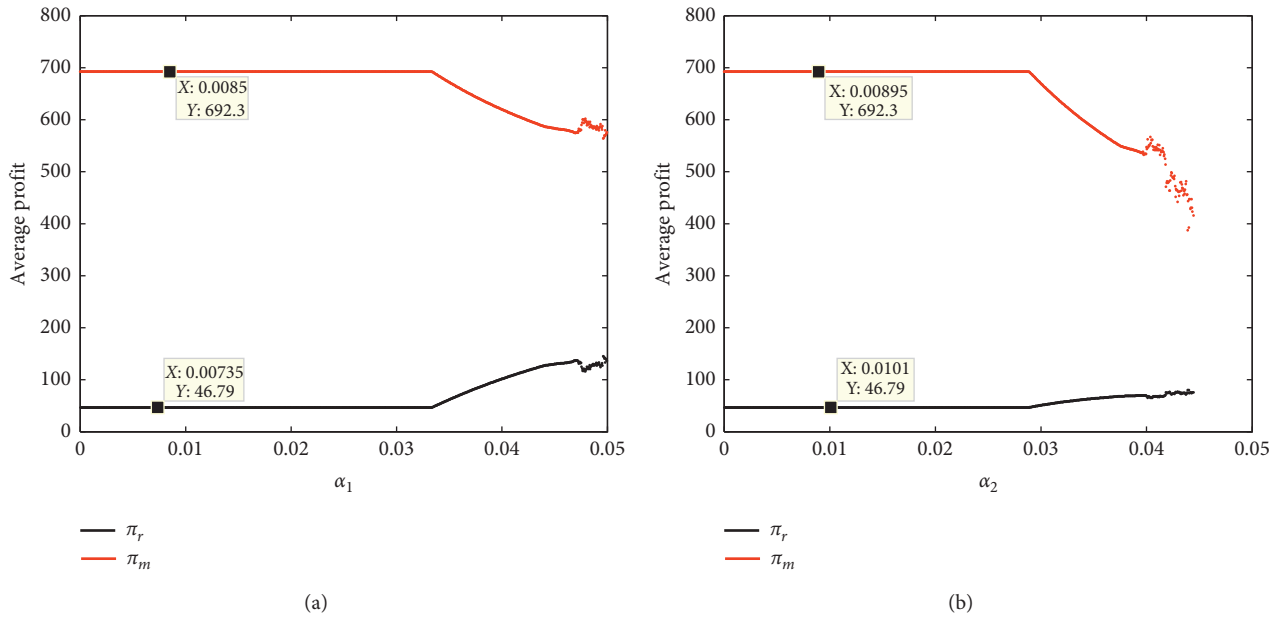 800
700
600
500
400
300
200
100
0
Average profit
X: 0.0085
Y: 692.3
X: 0.00735
Y: 46.79
0
0.01
0.02
0.03
0.04
0.05
α1
πr
πm
(a)
800
700
600
500
400
300
200
100
0
Average profit
X: 0.00895
Y: 692.3
X: 0.0101
Y: 46.79
0
0.01
0.02
0.03
0.04
0.05
α2
πr
πm
(b)